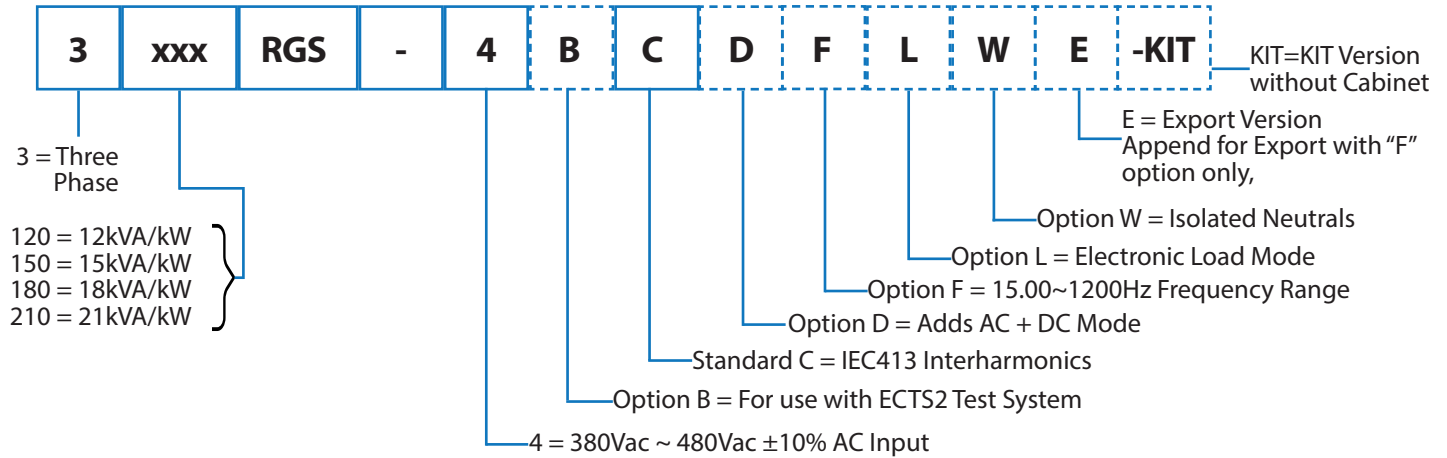 3 xxx RGS - 4 B C D F L W E -KIT
KIT=KIT Version
without Cabinet
E = Export Version
Append for Export with “F”
option only,
3 = Three
Phase
Option W = Isolated Neutrals
120 = 12kVA/kW
150 = 15kVA/kW
180 = 18kVA/kW
210 = 21kVA/kW
Option L = Electronic Load Mode
Option F = 15.00~1200Hz Frequency Range
Option D = Adds AC + DC Mode
Standard C = IEC413 Interharmonics
Option B = For use with ECTS2 Test System
4 = 380Vac ~ 480Vac ±10% AC Input